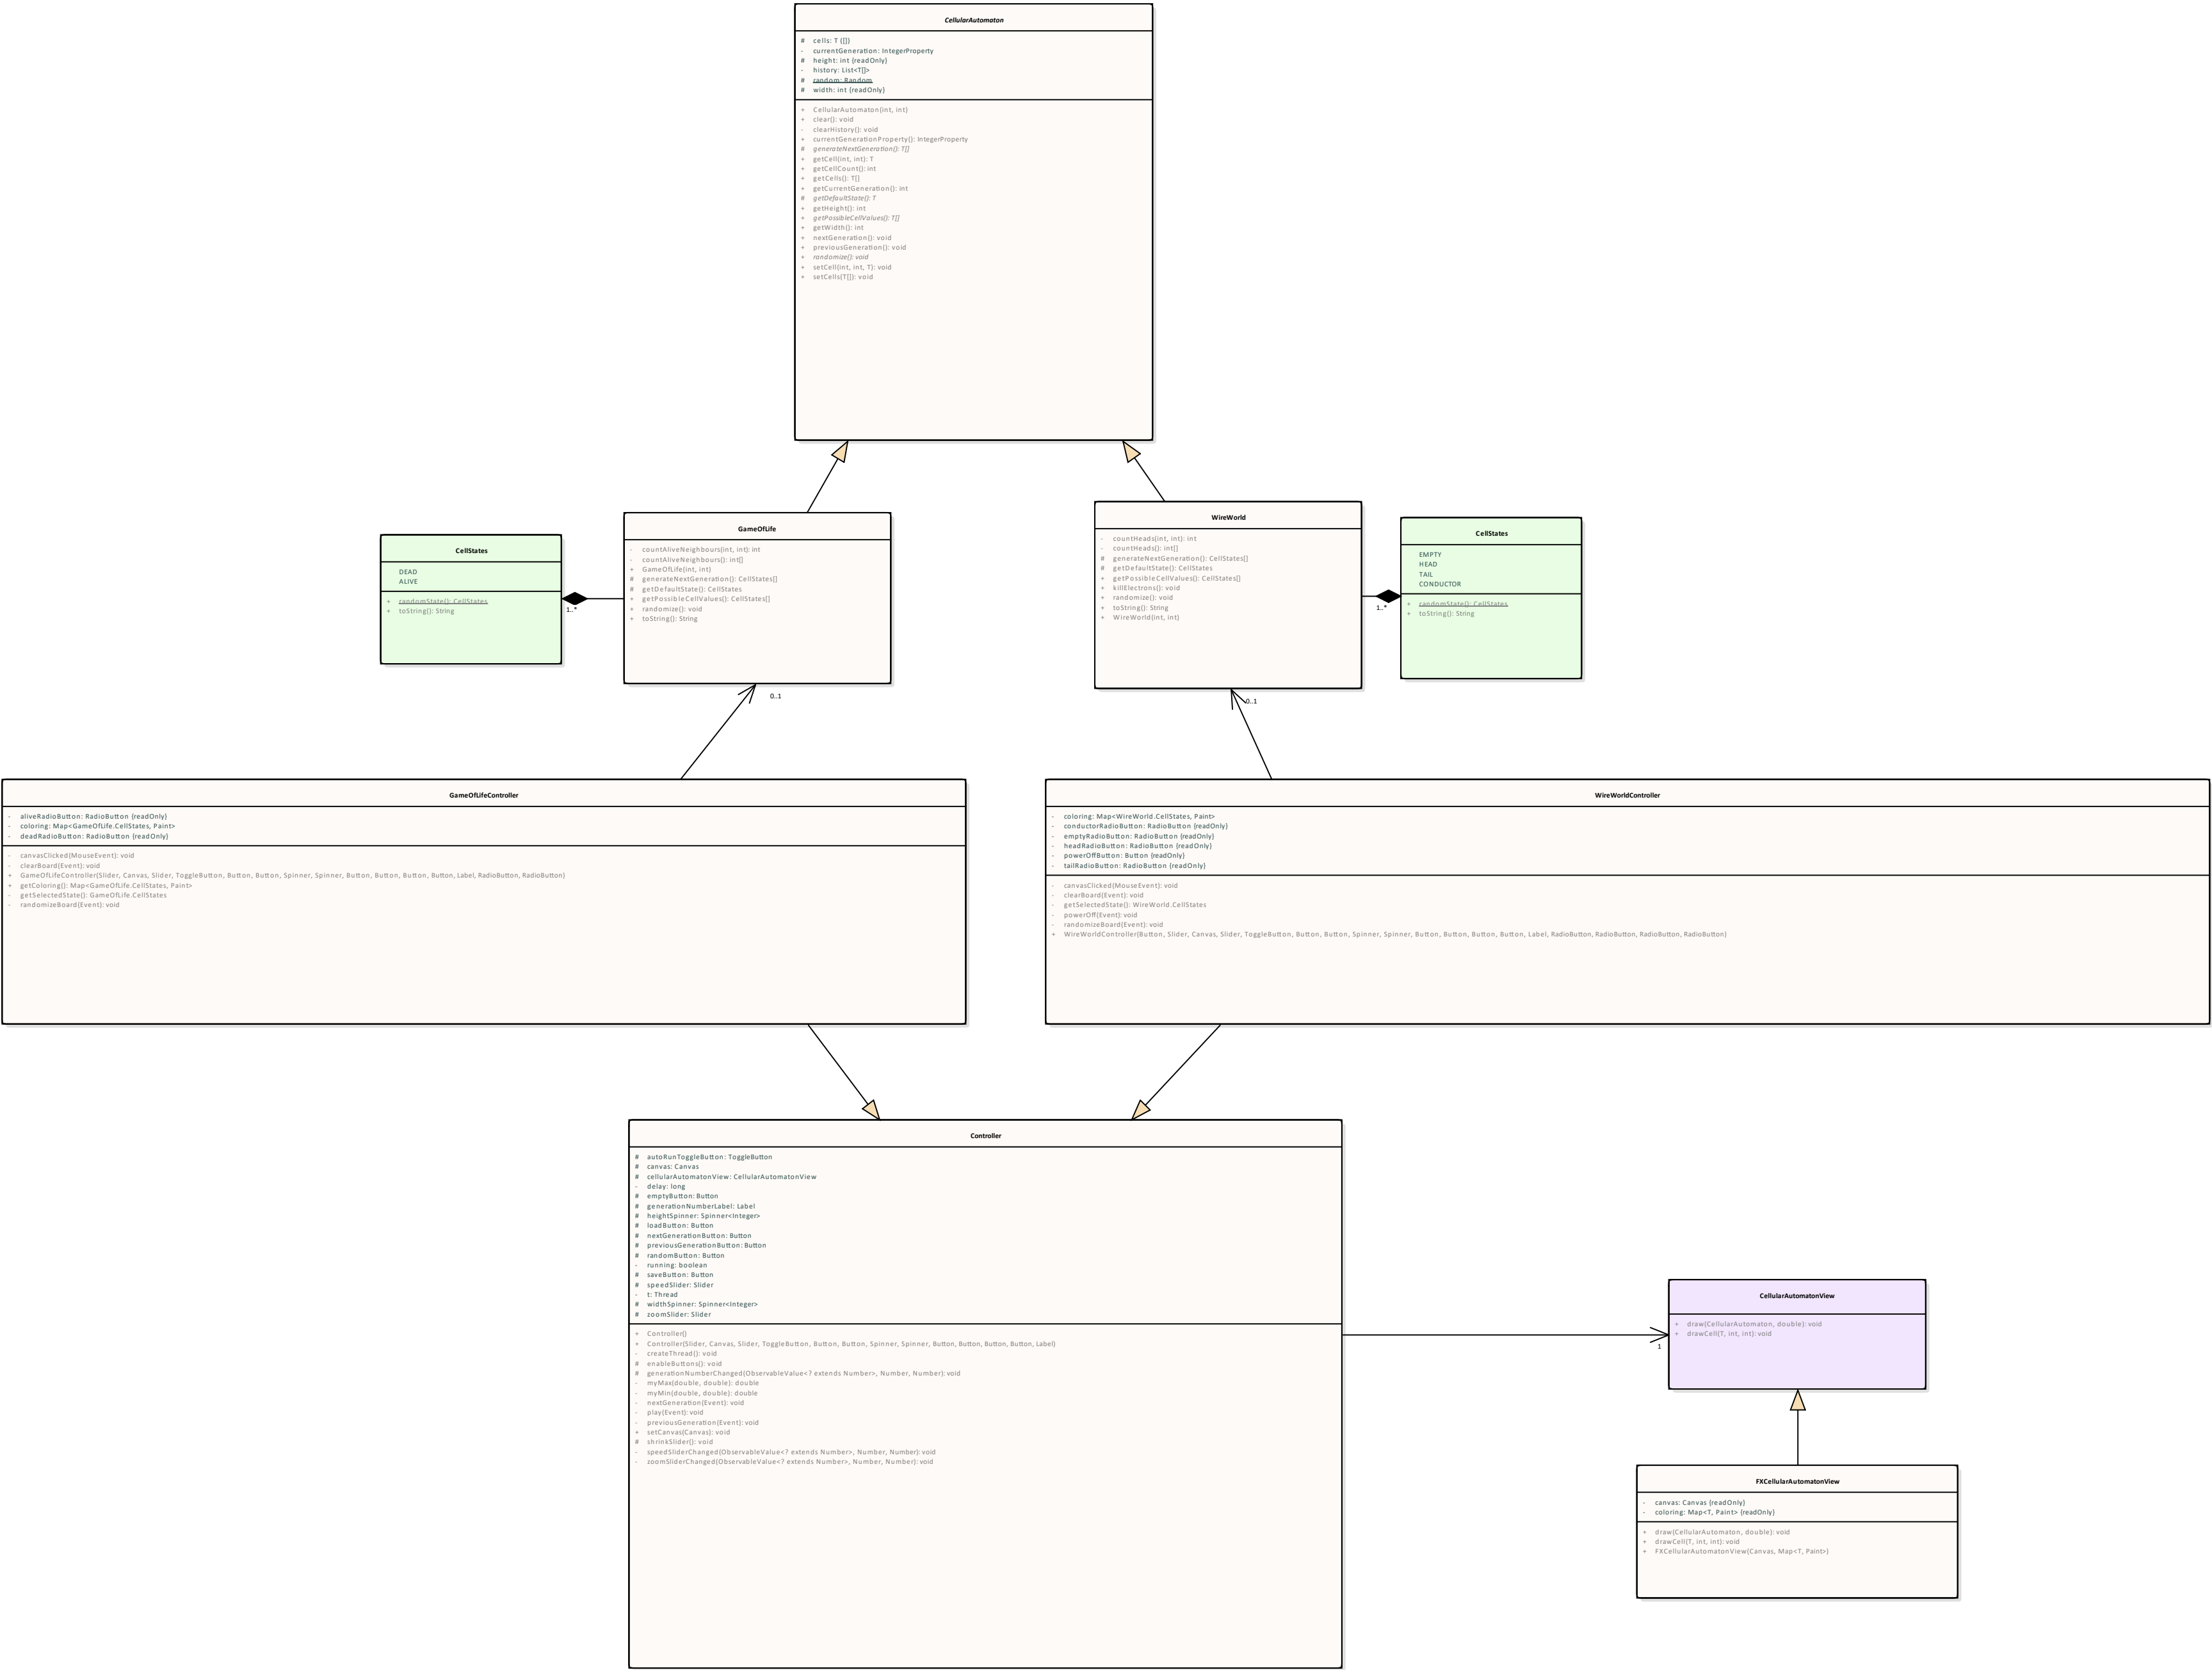 CellularAutomaton
# cells: T ([])
- currentGeneration: IntegerProperty
# height: int {readOnly}
- history: List<T[]>
# random: Random
# width: int {readOnly}
+ CellularAutomaton(int, int)
+ clear(): void
- clearHistory(): void
+ currentGenerationProperty(): IntegerProperty
# generateNextGeneration(): T[]
+ getCell(int, int): T
+ getCellCount(): int
+ getCells(): T[]
+ getCurrentGeneration(): int
# getDefaultState(): T
+ getHeight(): int
+ getPossibleCellValues(): T[]
+ getWidth(): int
+ nextGeneration(): void
+ previousGeneration(): void
+ randomize(): void
+ setCell(int, int, T): void
+ setCells(T[]): void
CellStates
DEAD
ALIVE
+ randomState(): CellStates
+ toString(): String
1..*
GameOfLife
- countAliveNeighbours(int, int): int
- countAliveNeighbours(): int[]
+ GameOfLife(int, int)
# generateNextGeneration(): CellStates[]
# getDefaultState(): CellStates
+ getPossibleCellValues(): CellStates[]
+ randomize(): void
+ toString(): String
0..1
WireWorld
- countHeads(int, int): int
- countHeads(): int[]
# generateNextGeneration(): CellStates[]
# getDefaultState(): CellStates
+ getPossibleCellValues(): CellStates[]
+ killElectrons(): void
+ randomize(): void
+ toString(): String
+ WireWorld(int, int)
0..1
1..*
CellStates
EMPTY
HEAD
TAIL
CONDUCTOR
+ randomState(): CellStates
+ toString(): String
GameOfLifeController
- aliveRadioButton: RadioButton {readOnly}
- coloring: Map<GameOfLife.CellStates, Paint>
- deadRadioButton: RadioButton {readOnly}
- canvasClicked(MouseEvent): void
- clearBoard(Event): void
+ GameOfLifeController(Slider, Canvas, Slider, ToggleButton, Button, Button, Spinner, Spinner, Button, Button, Button, Button, Label, RadioButton, RadioButton)
+ getColoring(): Map<GameOfLife.CellStates, Paint>
- getSelectedState(): GameOfLife.CellStates
- randomizeBoard(Event): void
WireWorldController
- coloring: Map<WireWorld.CellStates, Paint>
- conductorRadioButton: RadioButton {readOnly}
- emptyRadioButton: RadioButton {readOnly}
- headRadioButton: RadioButton {readOnly}
- powerOffButton: Button {readOnly}
- tailRadioButton: RadioButton {readOnly}
- canvasClicked(MouseEvent): void
- clearBoard(Event): void
- getSelectedState(): WireWorld.CellStates
- powerOff(Event): void
- randomizeBoard(Event): void
+ WireWorldController(Button, Slider, Canvas, Slider, ToggleButton, Button, Button, Spinner, Spinner, Button, Button, Button, Button, Label, RadioButton, RadioButton, RadioButton, RadioButton)
Controller
# autoRunToggleButton: ToggleButton
# canvas: Canvas
# cellularAutomatonView: CellularAutomatonView
- delay: long
# emptyButton: Button
# generationNumberLabel: Label
# heightSpinner: Spinner<Integer>
# loadButton: Button
# nextGenerationButton: Button
# previousGenerationButton: Button
# randomButton: Button
- running: boolean
# saveButton: Button
# speedSlider: Slider
- t: Thread
# widthSpinner: Spinner<Integer>
# zoomSlider: Slider
+ Controller()
+ Controller(Slider, Canvas, Slider, ToggleButton, Button, Button, Spinner, Spinner, Button, Button, Button, Button, Label)
- createThread(): void
# enableButtons(): void
# generationNumberChanged(ObservableValue<? extends Number>, Number, Number): void
- myMax(double, double): double
- myMin(double, double): double
- nextGeneration(Event): void
- play(Event): void
- previousGeneration(Event): void
+ setCanvas(Canvas): void
# shrinkSlider(): void
- speedSliderChanged(ObservableValue<? extends Number>, Number, Number): void
- zoomSliderChanged(ObservableValue<? extends Number>, Number, Number): void
1
CellularAutomatonView
+ draw(CellularAutomaton, double): void
+ drawCell(T, int, int): void
FXCellularAutomatonView
- canvas: Canvas {readOnly}
- coloring: Map<T, Paint> {readOnly}
+ draw(CellularAutomaton, double): void
+ drawCell(T, int, int): void
+ FXCellularAutomatonView(Canvas, Map<T, Paint>)